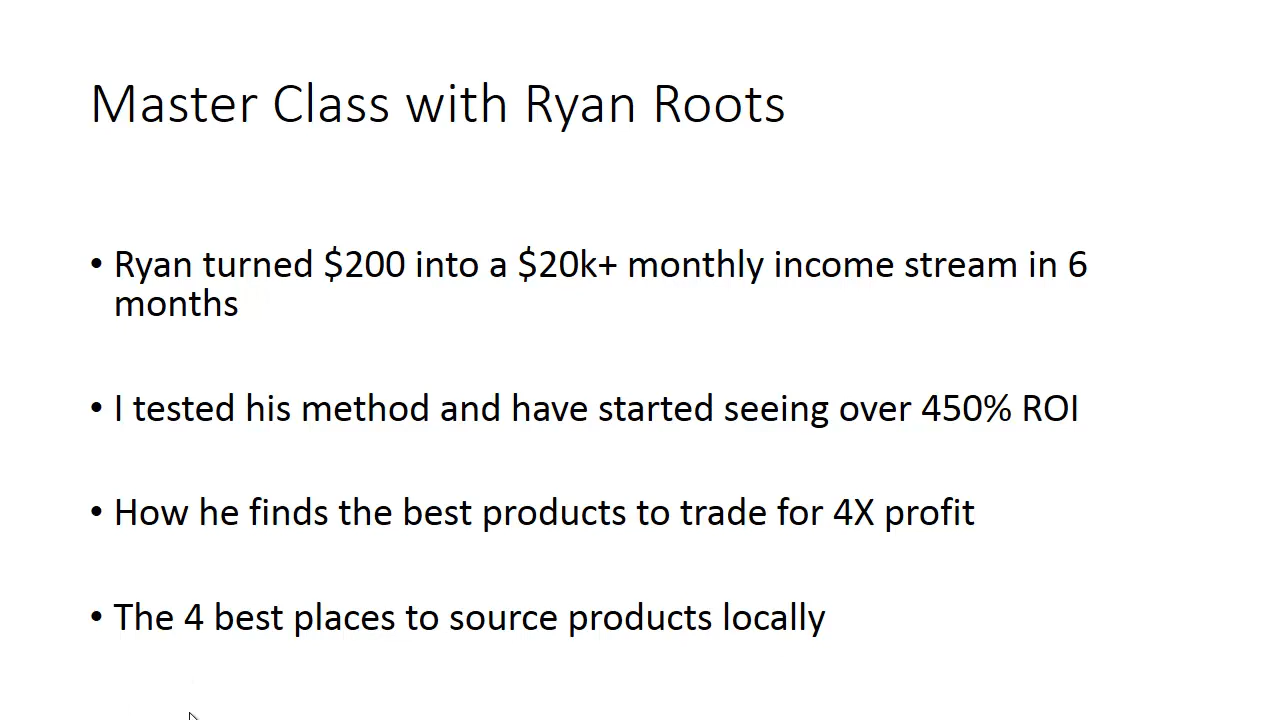 Master Class with Ryan Roots
• Ryan turned $200 into a $20k+ monthly income stream in 6
months
• I tested his method and have started seeing over 450% ROI
• How he finds the best products to trade for 4X profit
• The 4 best places to source products locally